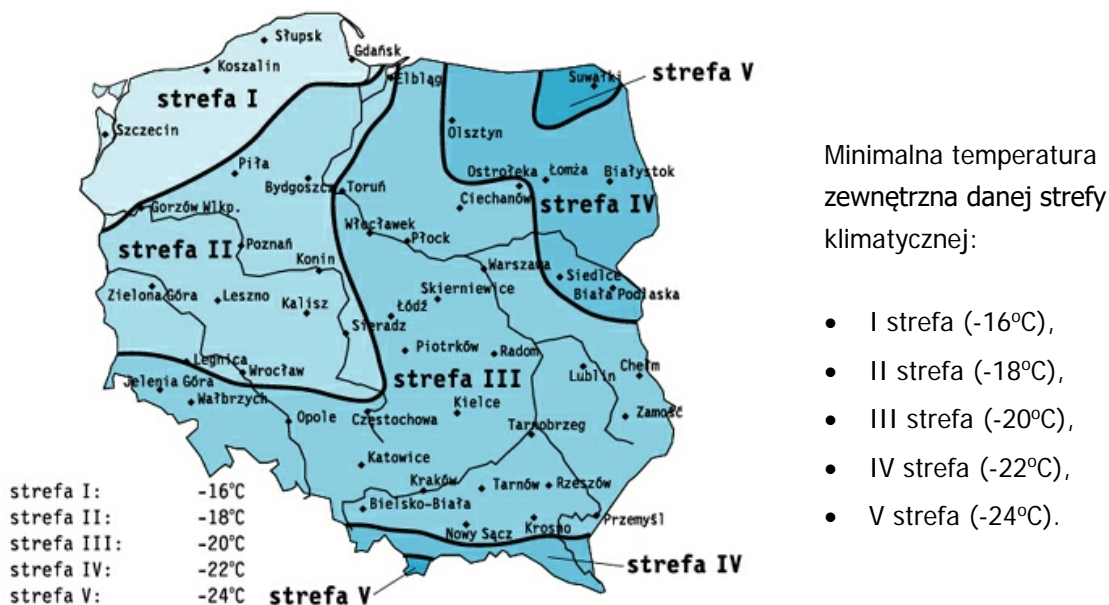 Słupsk
Gdańsk
Koszalin
Elbląg
Suwałki
strefa V
strefa I
Szczecin
Olsztyn
Piła
Ostrołęka
Łomża
Białystok
Bydgoszcz
Toruń
Ciechanów
strefa IV
Gorzów Wlkp.
Włocławek
Płock
strefa II
Poznań
Konin
Warszawa
Siedlce
Zielona Góra
Leszno
Kalisz
Skierniewice
Biała Podlaska
Łódź
Sieradz
Piotrków
Radom
Legnica
Wrocław
strefa III
Lublin
Chełm
Jelenia Góra
Wałbrzych
Opole
Częstochowa
Kielce
Zamość
Tarnobrzeg
Katowice
Kraków
Tarnów
Rzeszów
Bielsko-Biała
Nowy Sącz
Krosno
Przemyśl
strefa IV
strefa V
strefa I: -16°C
strefa II: -18°C
strefa III: -20°C
strefa IV: -22°C
strefa V: -24°C
Minimalna temperatura
zewnętrzna danej strefy
klimatycznej:
• I strefa (-16°C),
• II strefa (-18°C),
• III strefa (-20°C),
• IV strefa (-22°C),
• V strefa (-24°C).